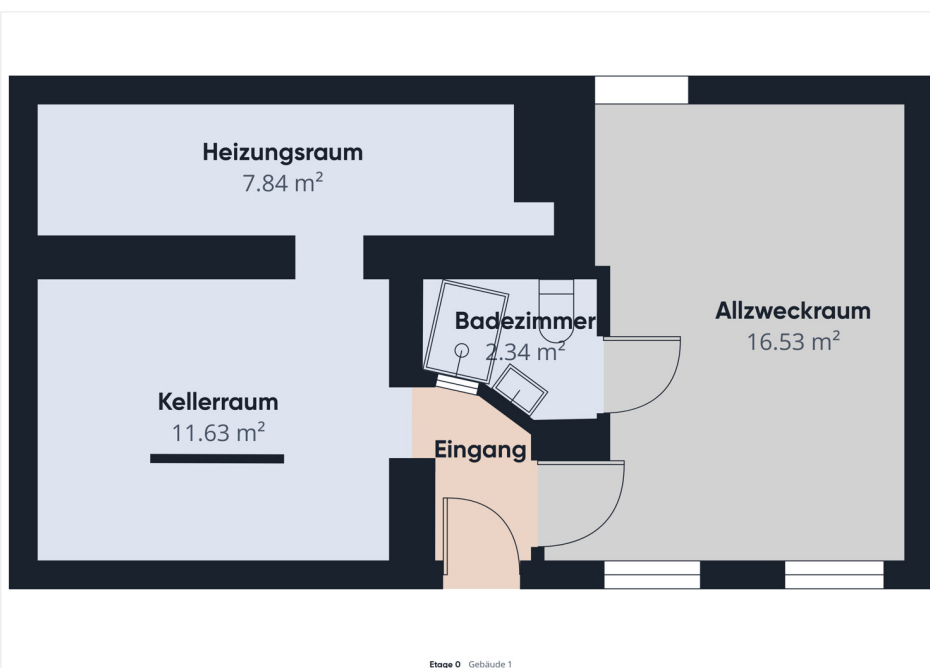 Heizungsraum
7.84 m²
Badezimmer
2.34 m²
Allzweckraum
16.53 m²
Kellerraum
11.63 m²
Eingang
Etage 0 Gebäude 1